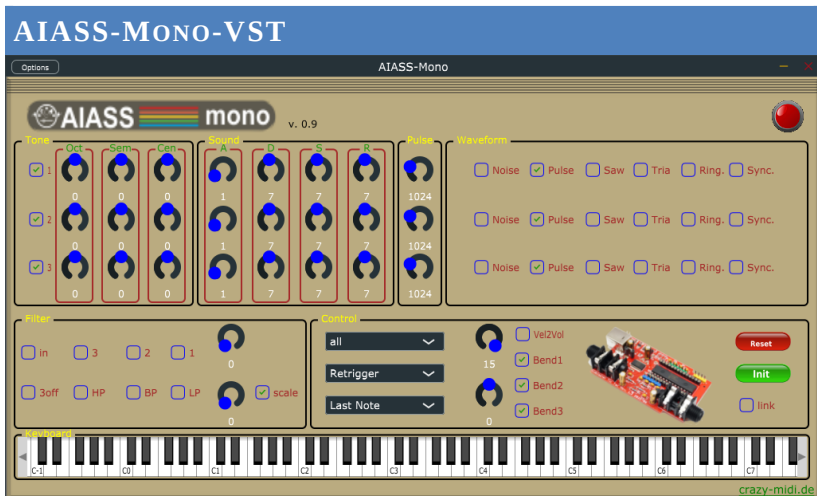 AIASS-MONO-VST
Options AIASS-Mono
AIASS mono v. 0.9
Tone Sound Pulse Waveform
Oct Sem Cen A D S R
1 Noise Pulse Saw Tria Ring. Sync.
0 0 0 1 7 7 7 1024
2 Noise Pulse Saw Tria Ring. Sync.
0 0 0 1 7 7 7 1024
3 Noise Pulse Saw Tria Ring. Sync.
0 0 0 1 7 7 7 1024
Filter Control
in 3 2 1 0
3off HP BP LP 0 scale
all
Retrigger
Last Note
15
0
Vel2Vol
Bend1
Bend2
Bend3
Reset
Init
link
Keyboard
C-1 C0 C1 C2 C3 C4 C5 C6 C7
crazy-midi.de